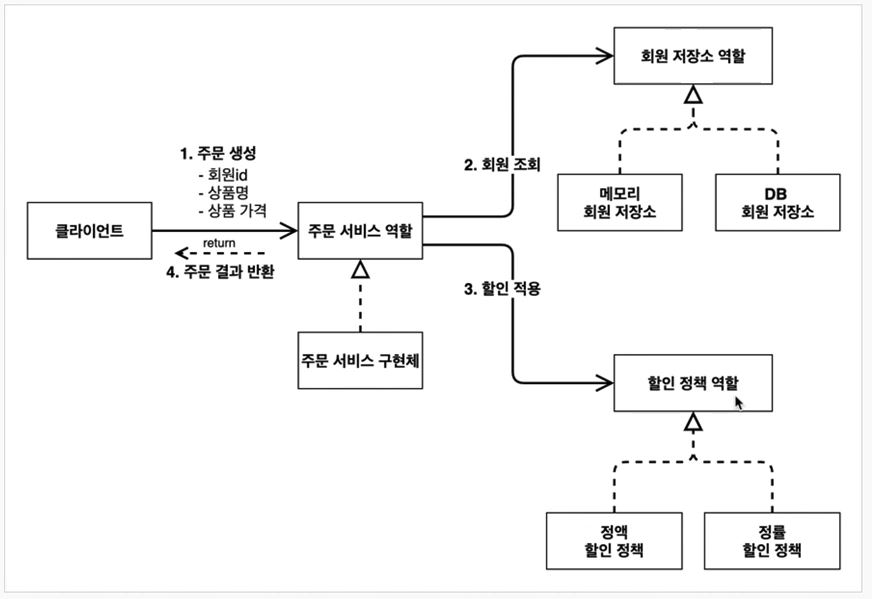 회원 저장소 역할
1. 주문 생성
- 회원id
- 상품명
- 상품 가격
2. 회원 조회
메모리
회원 저장소
DB
회원 저장소
클라이언트
주문 서비스 역할
return
4. 주문 결과 반환
3. 할인 적용
주문 서비스 구현체
할인 정책 역할
정액
할인 정책
정률
할인 정책